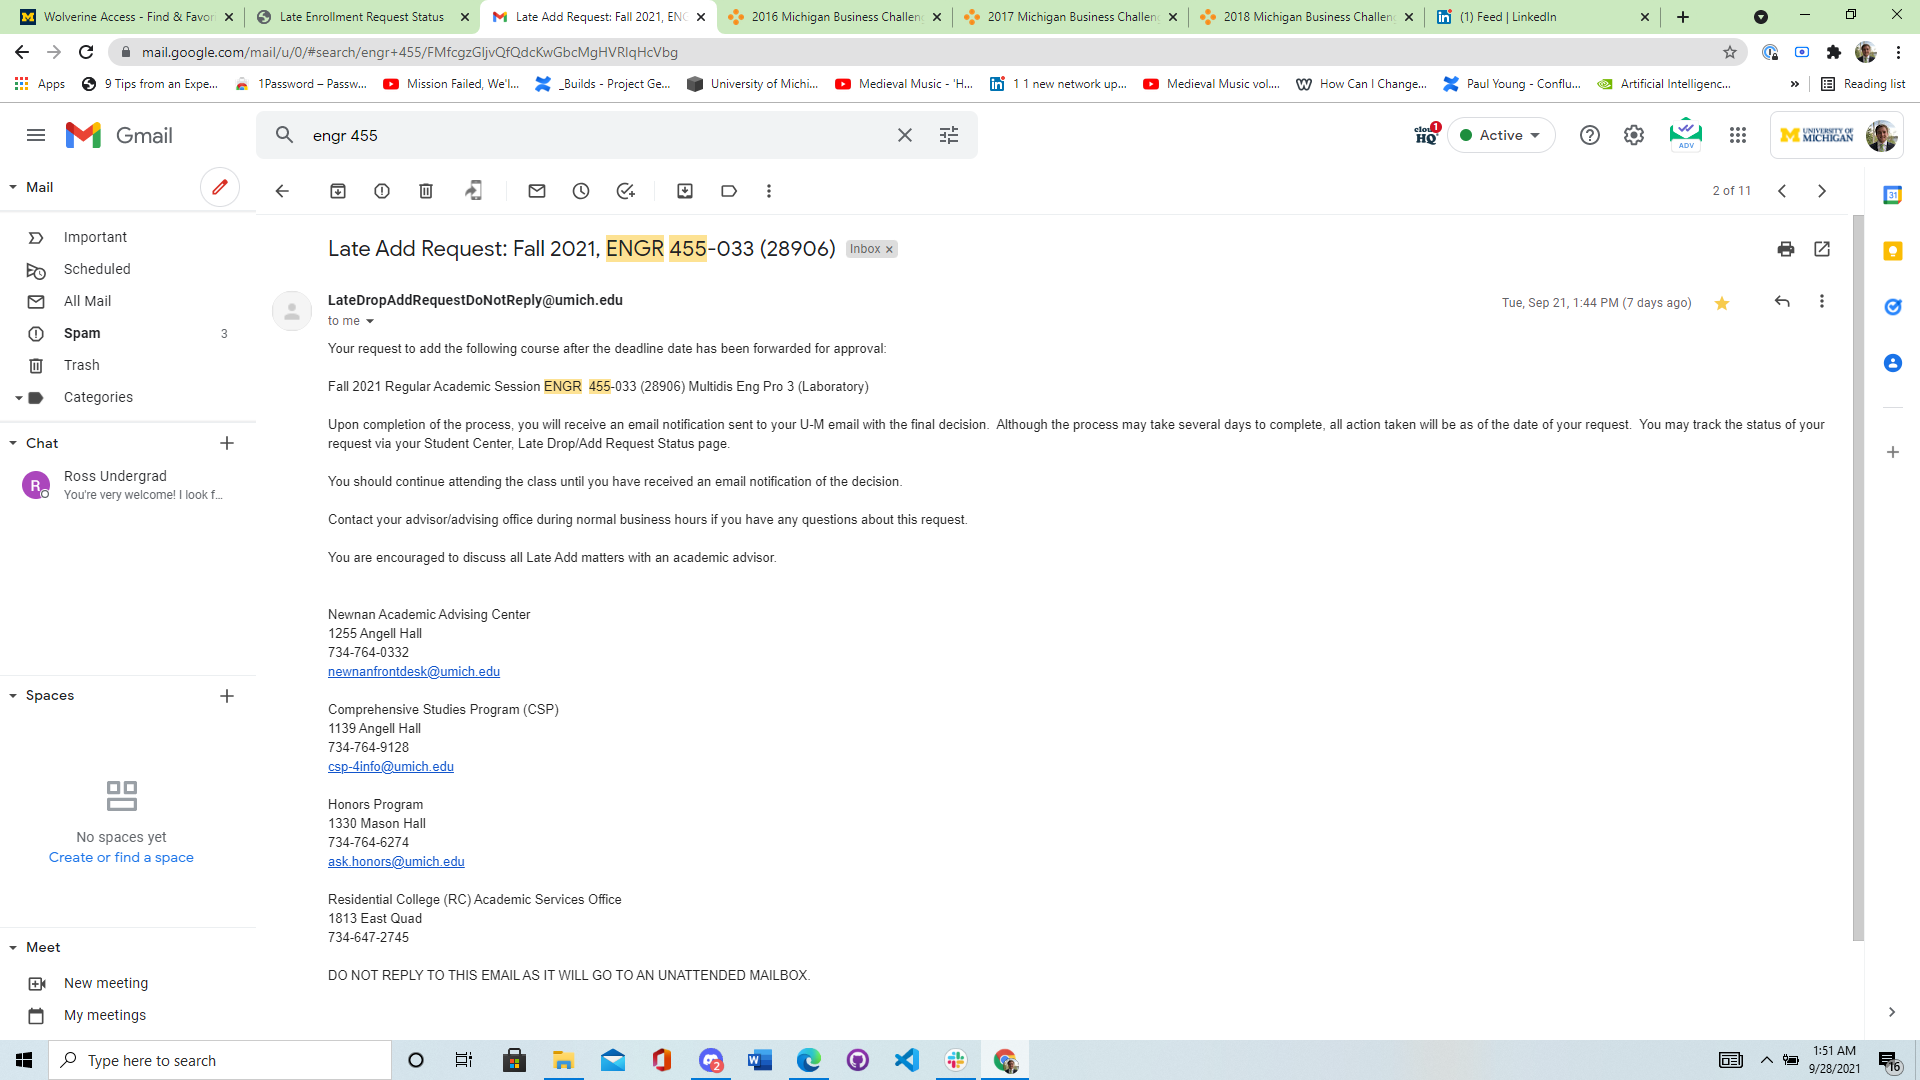 Wolverine Access - Find & Favor
Late Enrollment Request Status
Late Add Request: Fall 2021, ENG
2016 Michigan Business Challeng
2017 Michigan Business Challeng
2018 Michigan Business Challeng
(1) Feed | LinkedIn
mail.google.com/mail/u/0/#search/engr+455/FMfcgzGljvQfQdcKwGbcMgHVRlqHcVbg
Apps
9 Tips from an Expe...
1Password – Passw...
Mission Failed, We'l...
_Builds - Project Ge...
University of Michi...
Medieval Music - 'H...
1 1 new network up...
Medieval Music vol....
How Can I Change...
Paul Young - Conflu...
Artificial Intelligenc...
»
Reading list
Gmail
engr 455
cloudHQ
1
Active
ADV
M UNIVERSITY OF MICHIGAN
Mail
2 of 11
31
Important
Scheduled
All Mail
Spam
3
Trash
Categories
Chat
R
Ross Undergrad
You're very welcome! I look f...
Spaces
No spaces yet
Create or find a space
Meet
New meeting
My meetings
Late Add Request: Fall 2021, ENGR 455-033 (28906)
Inbox ×
LateDropAddRequestDoNotReply@umich.edu
Tue, Sep 21, 1:44 PM (7 days ago)
to me
Your request to add the following course after the deadline date has been forwarded for approval:
Fall 2021 Regular Academic Session ENGR 455-033 (28906) Multidis Eng Pro 3 (Laboratory)
Upon completion of the process, you will receive an email notification sent to your U-M email with the final decision. Although the process may take several days to complete, all action taken will be as of the date of your request. You may track the status of your
request via your Student Center, Late Drop/Add Request Status page.
You should continue attending the class until you have received an email notification of the decision.
Contact your advisor/advising office during normal business hours if you have any questions about this request.
You are encouraged to discuss all Late Add matters with an academic advisor.
Newnan Academic Advising Center
1255 Angell Hall
734-764-0332
newnanfrontdesk@umich.edu
Comprehensive Studies Program (CSP)
1139 Angell Hall
734-764-9128
csp-4info@umich.edu
Honors Program
1330 Mason Hall
734-764-6274
ask.honors@umich.edu
Residential College (RC) Academic Services Office
1813 East Quad
734-647-2745
DO NOT REPLY TO THIS EMAIL AS IT WILL GO TO AN UNATTENDED MAILBOX.
Type here to search
2
1:51 AM
9/28/2021
16